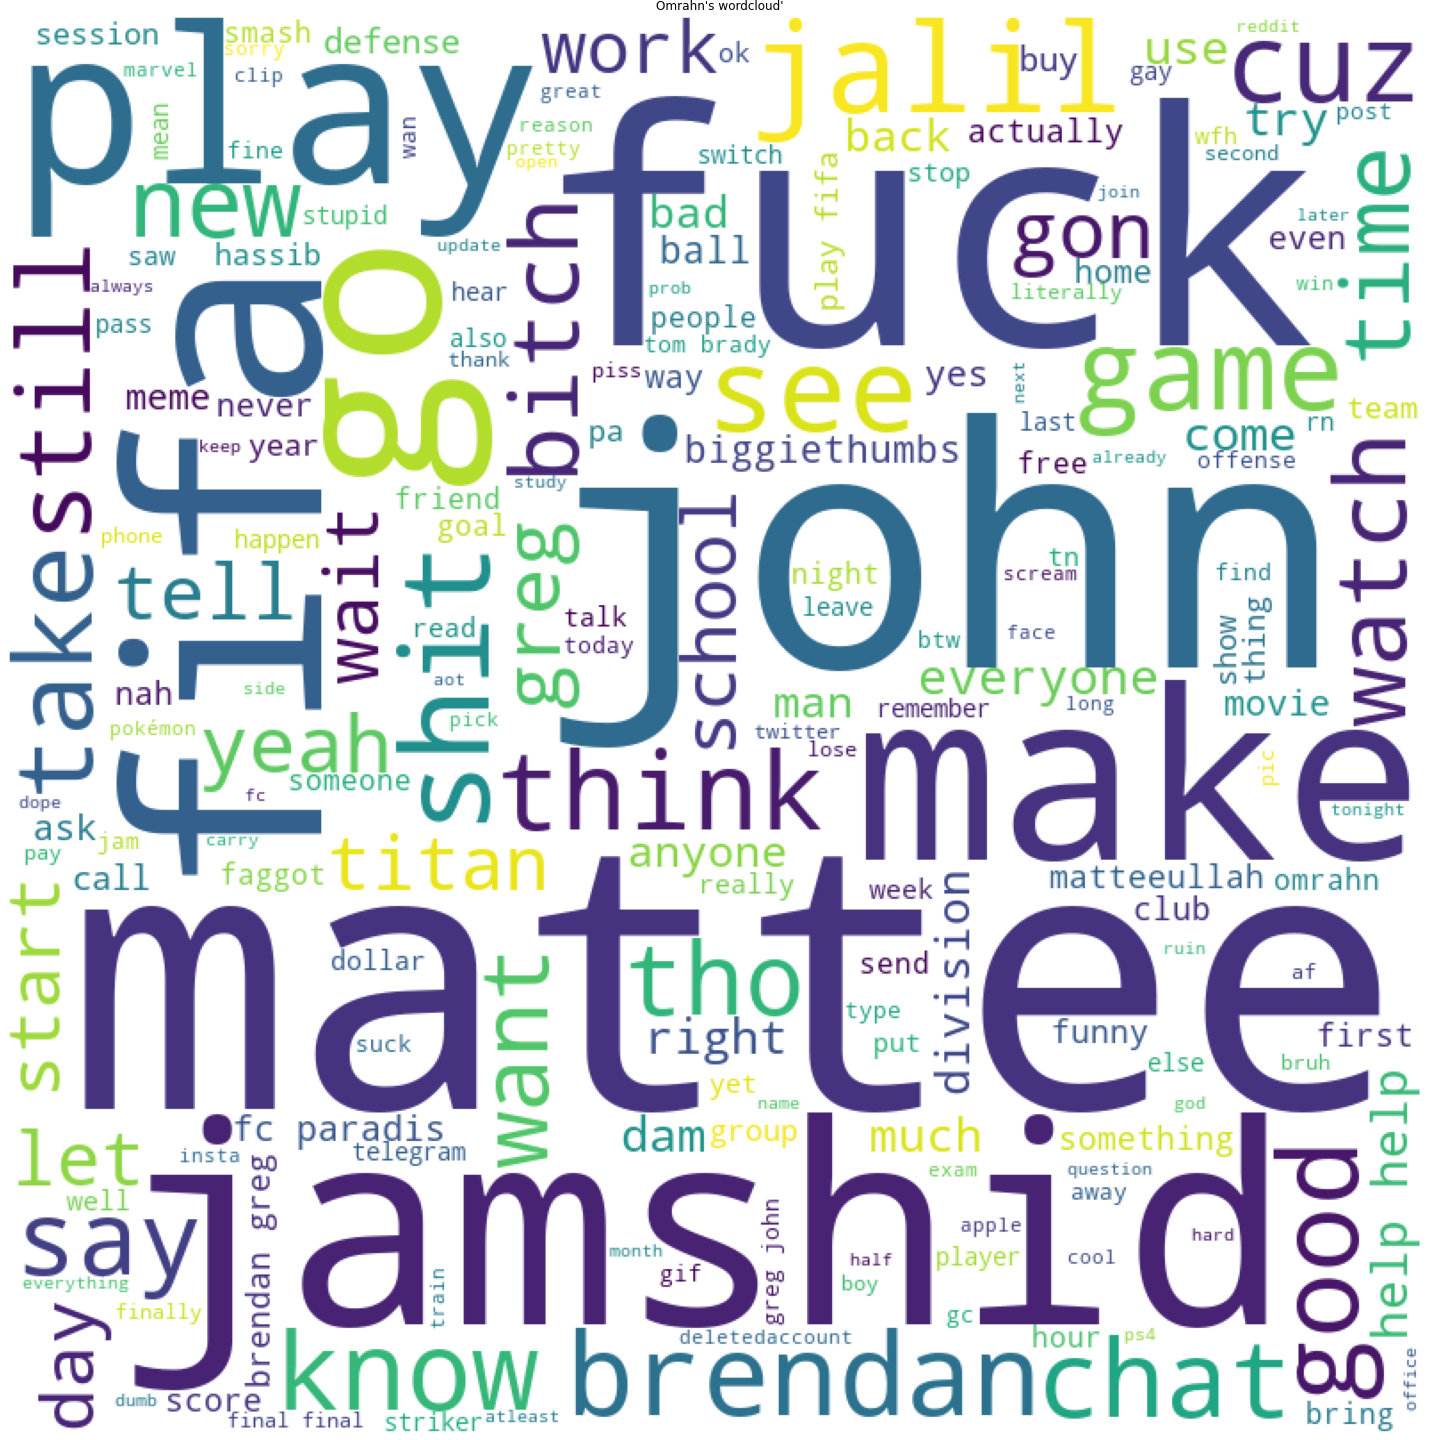 Omrahn's wordcloud'
session
smash
sorry
defense
work
ok
jalil
buy
use
reddit
cuz
play
marvel
clip
great
gay
try
post
mean
fine
wan
reason
pretty
open
switch
back
actually
wfh
second
new
stupid
stop
fuck
join
later
even
time
saw
hassib
update
bitch
bad
ball
play fifa
gon
home
literally
win
always
pass
still
fifa
go
hear
also
thank
prob
people
tom brady
piss
way
see
yes
next
game
team
meme
never
keep
year
pa
biggiethumbs
last
come
rn
offense
free
already
study
friend
goal
phone
happen
wait
shit
greg
school
john
night
leave
tn
scream
find
watch
take
tell
read
talk
today
btw
face
show
thing
nah
side
aot
pick
everyone
man
remember
long
movie
pokémon
yeah
someone
twitter
lose
think
make
pic
tonight
dope
fc
ask
jam
carry
pay
call
faggot
titan
anyone
really
week
matteeullah
omrahn
start
mattee
club
division
ruin
dollar
want
tho
send
af
suck
right
type
put
funny
first
else
bruh
yet
name
god
help help
let
fc paradis
insta
telegram
dam
group
much
something
exam
question
good
well
say
jamshid
brendan greg
away
greg john
apple
hard
everything
month
gif
half
player
cool
boy
finally
train
day
gc
know
brendan
deletedaccount
hour
ps4
chat
office
dumb
score
final final
striker
atleast
bring